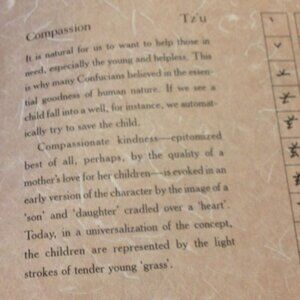 Compassion Tz'u
It is natural for us to want to help those in
need, especially the young and helpless. This
is why many Confucians believed in the essen-
tial goodness of human nature. If we see a
child fall into a well, for instance, we automat-
ically try to save the child.
Compassionate kindness—epitomized
best of all, perhaps, by the quality of a
mother's love for her children—is evoked in an
early version of the character by the image of a
'son' and 'daughter' cradled over a 'heart'.
Today, in a universalization of the concept,
the children are represented by the light
strokes of tender young 'grass'.